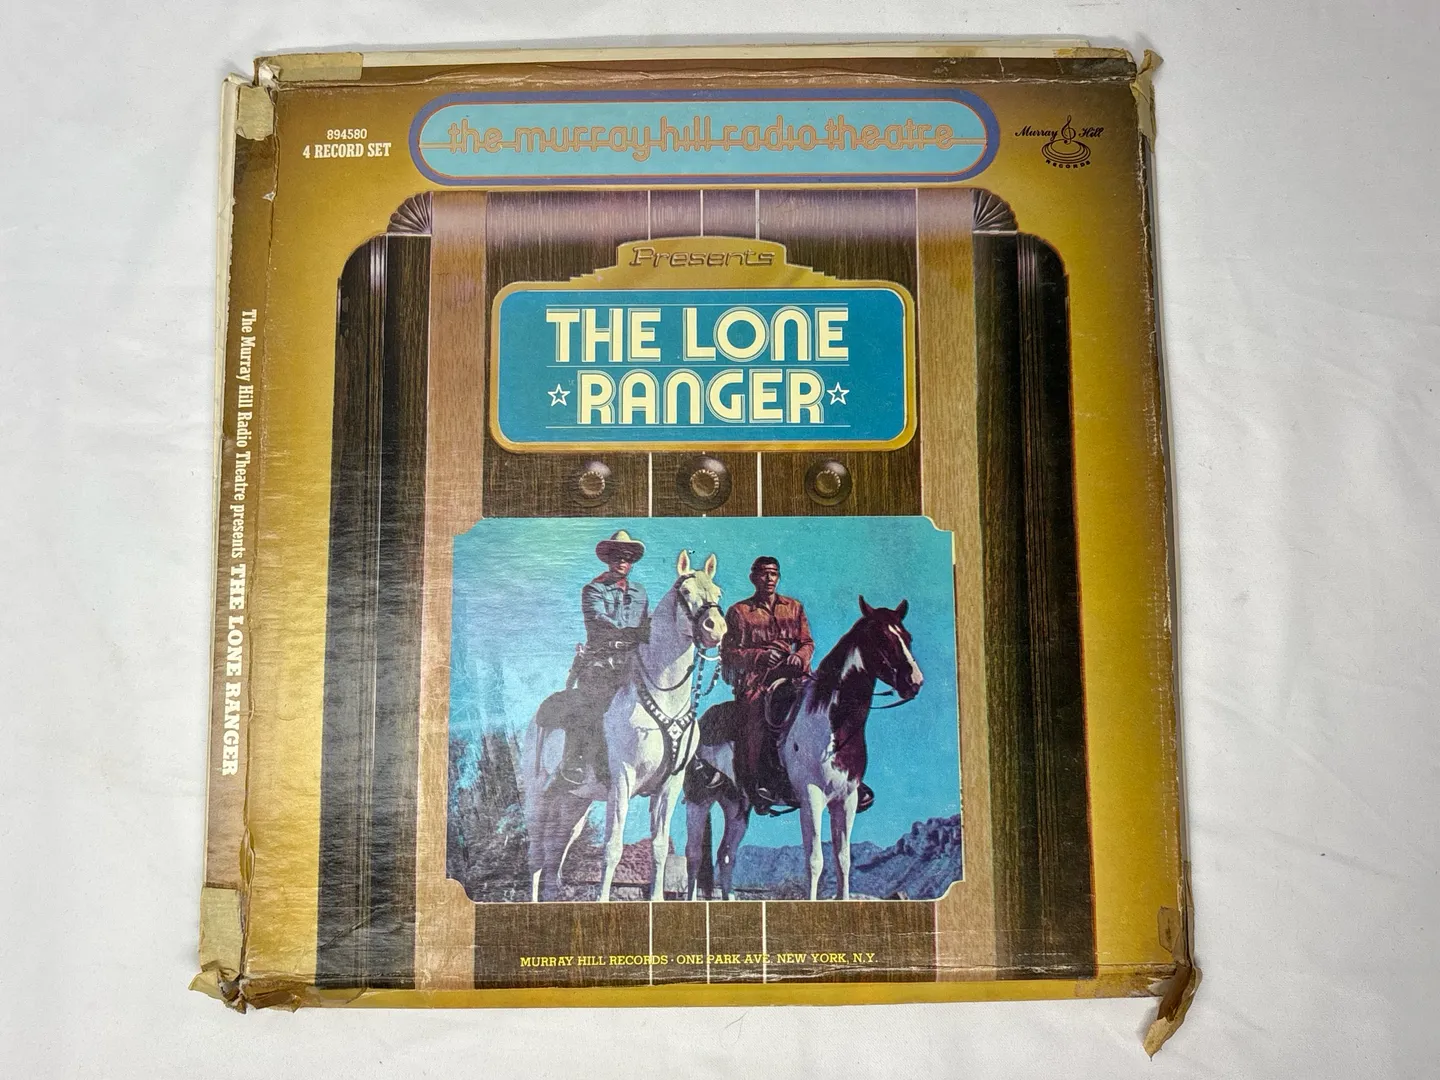 894580
4 RECORD SET
the murray hill radio theatre
Murray Hill
RECORDS
Presents
THE LONE
RANGER
The Murray Hill Radio Theatre presents THE LONE RANGER
MURRAY HILL RECORDS · ONE PARK AVE, NEW YORK, N.Y.